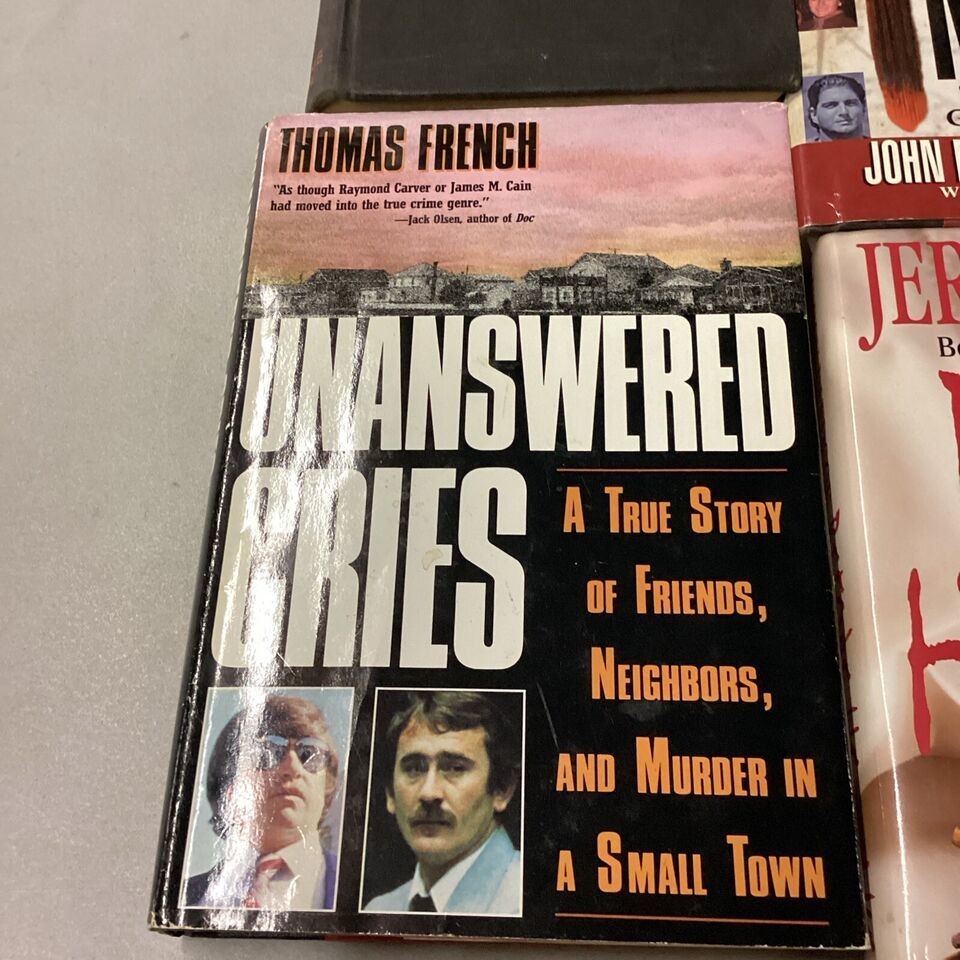 THOMAS FRENCH
"As though Raymond Carver or James M. Cain
had moved into the true crime genre."
—Jack Olsen, author of Doc
UNANSWERED
CRIES
A TRUE STORY
OF FRIENDS,
NEIGHBORS,
AND MURDER IN
A SMALL TOWN
JOHN
JER